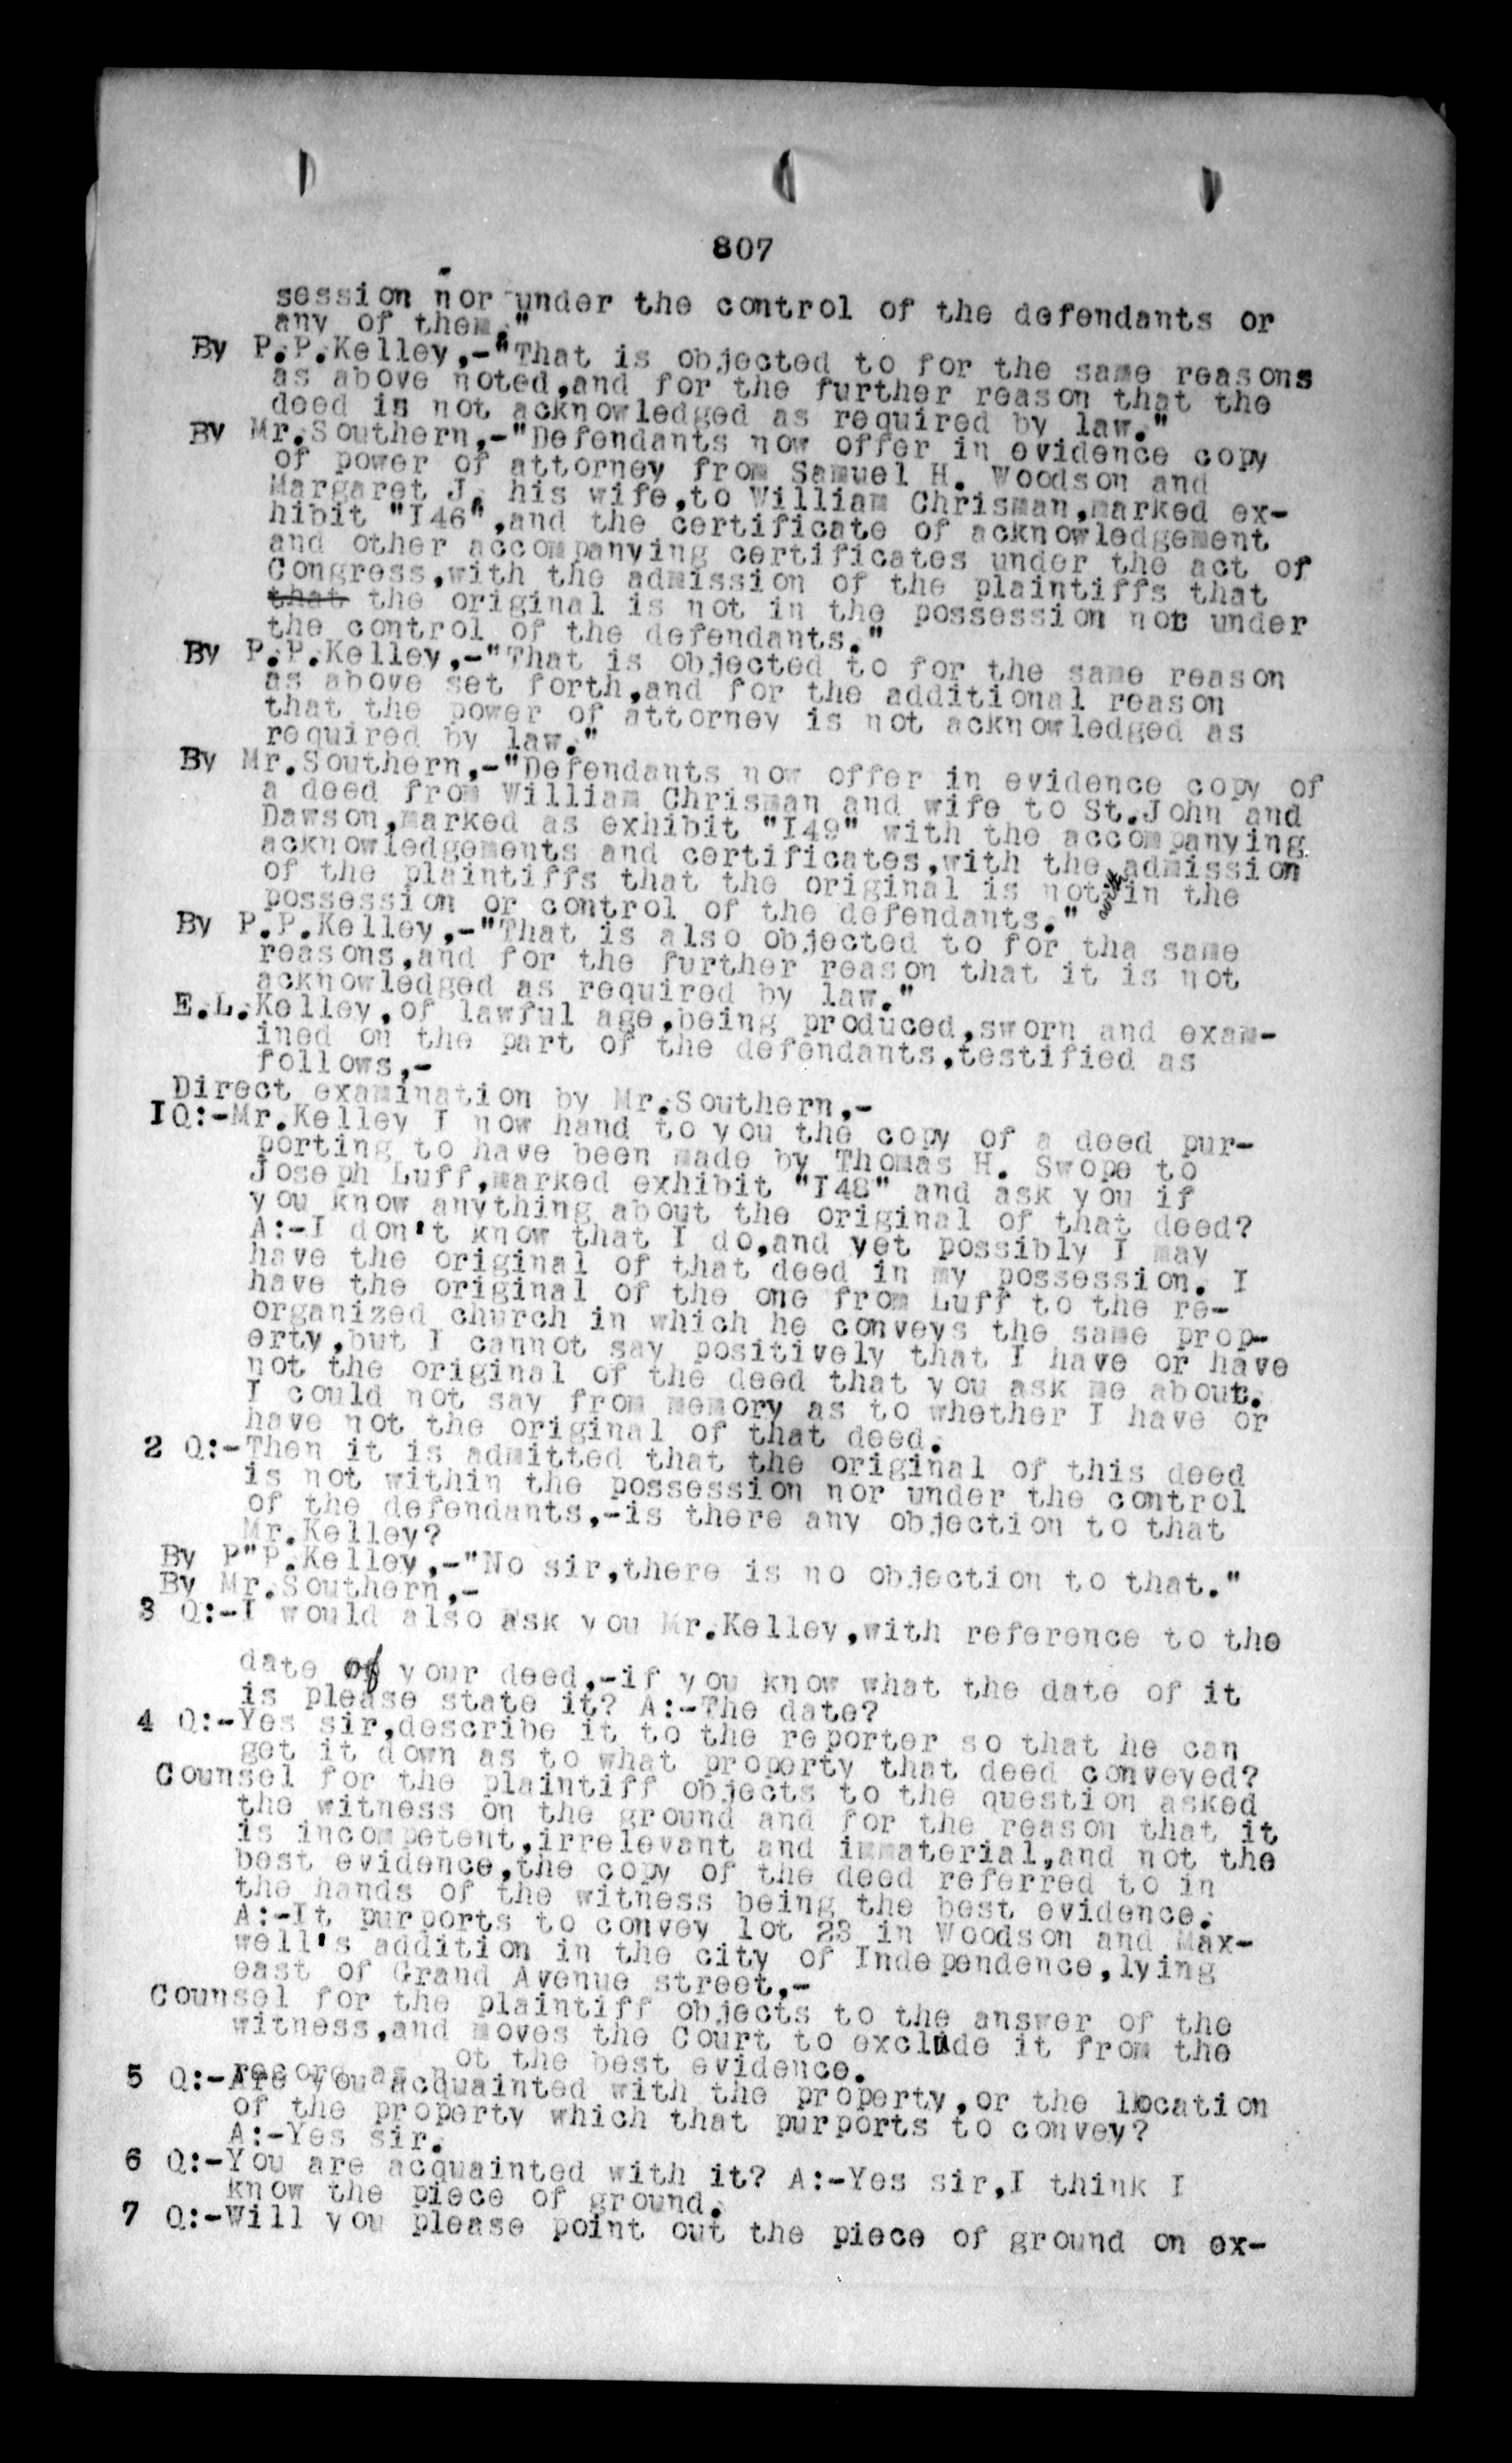 807
session nor under the control of the defendants or
any of them."
By P.P.Kelley,-"That is objected to for the same reasons
as above noted,and for the further reason that the
deed is not acknowledged as required by law."
By Mr.Southern,-"Defendants now offer in evidence copy
of power of attorney from Samuel H. Woodson and
Margaret J. his wife,to William Chrisman,marked ex-
hibit "I46",and the certificate of acknowledgement
and other accompanying certificates under the act of
Congress,with the admission of the plaintiffs that
that the original is not in the possession nor under
the control of the defendants."
By P.P.Kelley,-"That is objected to for the same reason
as above set forth,and for the additional reason
that the power of attorney is not acknowledged as
required by law."
By Mr.Southern,-"Defendants now offer in evidence copy of
a deed from William Chrisman and wife to St.John and
Dawson,marked as exhibit "I49" with the accompanying
acknowledgements and certificates,with the admission
of the plaintiffs that the original is not in the
possession or control of the defendants."
By P.P.Kelley,-"That is also objected to for tha same
reasons,and for the further reason that it is not
acknowledged as required by law."
E.L.Kelley,of lawful age,being produced,sworn and exam-
ined on the part of the defendants,testified as
follows,-
Direct examination by Mr.Southern,-
1Q:-Mr.Kelley I now hand to you the copy of a deed pur-
porting to have been made by Thomas H. Swope to
Joseph Luff,marked exhibit "I48" and ask you if
you know anything about the original of that deed?
A:-I don't know that I do,and yet possibly I may
have the original of that deed in my possession. I
have the original of the one from Luff to the re-
organized church in which he conveys the same prop-
erty,but I cannot say positively that I have or have
not the original of the deed that you ask me about.
I could not say from memory as to whether I have or
have not the original of that deed.
2 Q:-Then it is admitted that the original of this deed
is not within the possession nor under the control
of the defendants,-is there any objection to that
Mr.Kelley?
By P"P.Kelley,-"No sir,there is no objection to that."
By Mr.Southern,-
3 Q:-I would also ask you Mr.Kelley,with reference to the
date of your deed,-if you know what the date of it
is please state it? A:-The date?
4 Q:-Yes sir,describe it to the reporter so that he can
get it down as to what property that deed conveyed?
Counsel for the plaintiff objects to the question asked
the witness on the ground and for the reason that it
is incompetent,irrelevant and immaterial,and not the
best evidence,the copy of the deed referred to in
the hands of the witness being the best evidence.
A:-It purports to convey lot 23 in Woodson and Max-
well's addition in the city of Independence,lying
east of Grand Avenue street,-
Counsel for the plaintiff objects to the answer of the
witness,and moves the Court to exclude it from the
record as not the best evidence.
5 Q:-Are you acquainted with the property,or the location
of the property which that purports to convey?
A:-Yes sir.
6 Q:-You are acquainted with it? A:-Yes sir,I think I
know the piece of ground.
7 Q:-Will you please point out the piece of ground on ex-